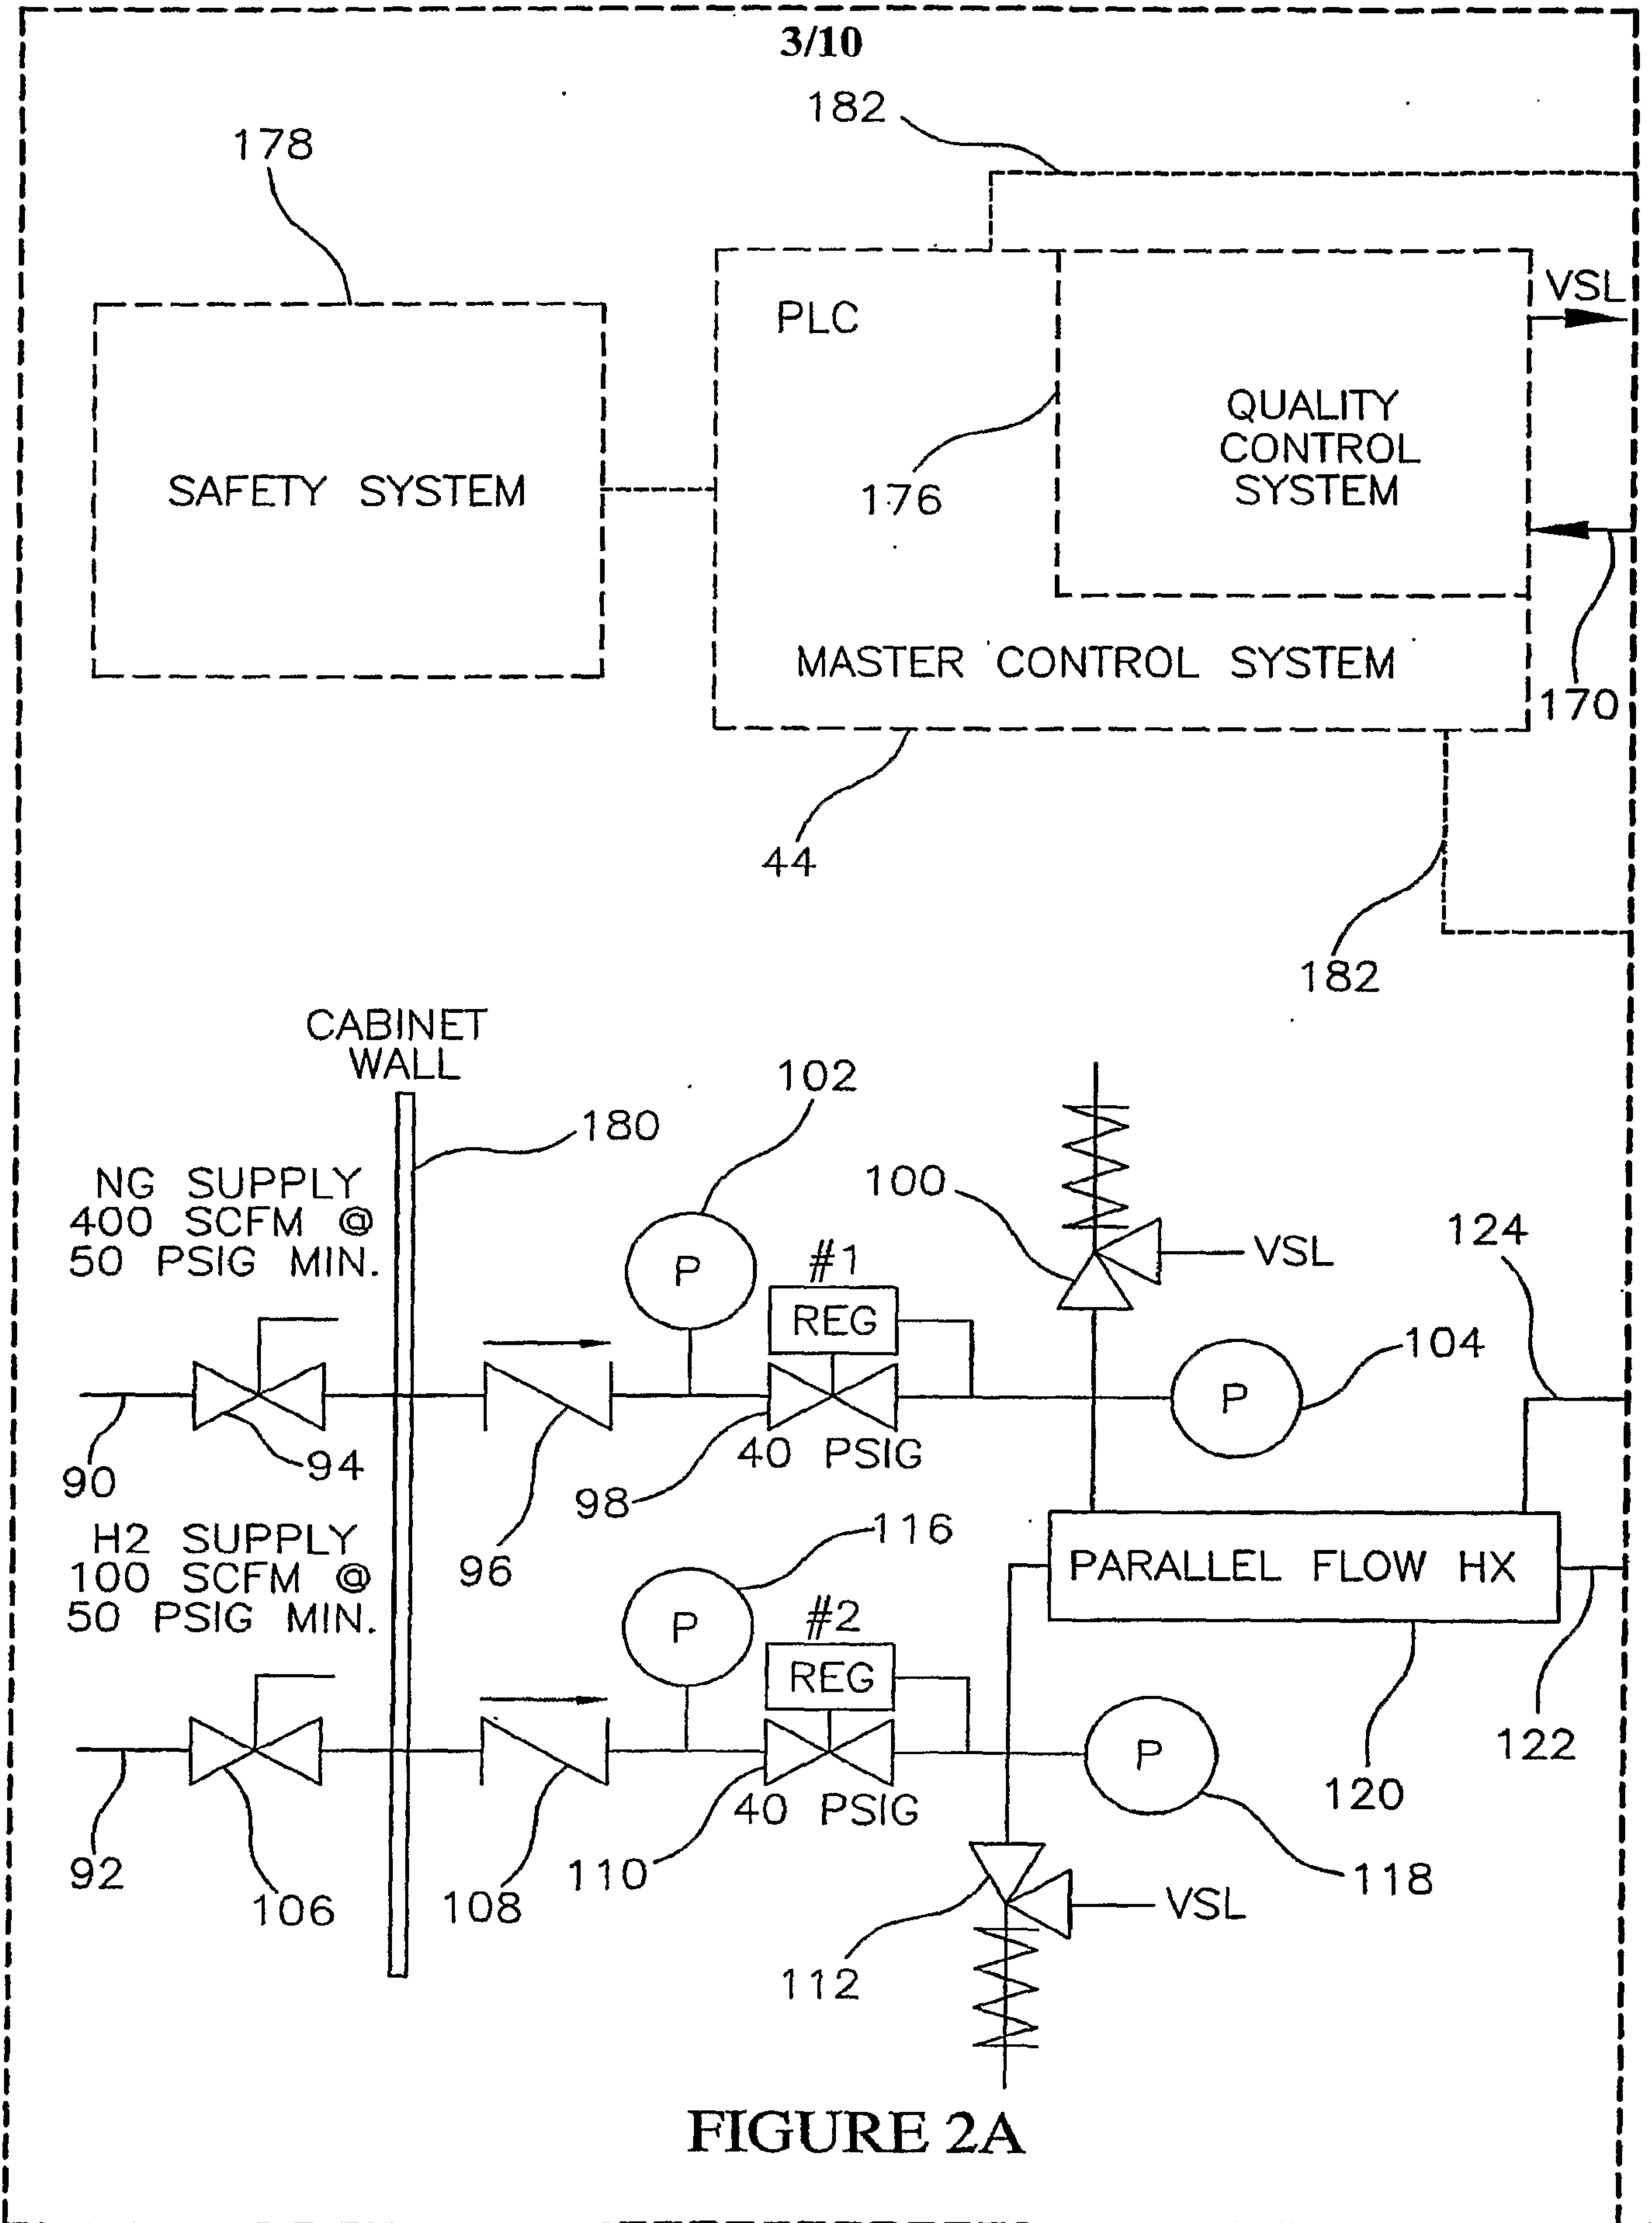 3/10
182
178
VSL
PLC
QUALITY
CONTROL
SYSTEM
SAFETY SYSTEM
176
MASTER CONTROL SYSTEM
170
44
182
CABINET
WALL
102
180
NG SUPPLY
400 SCFM @
50 PSIG MIN.
100
124
#1
VSL
P
REG
104
P
40 PSIG
90
94
98
116
H2 SUPPLY
100 SCFM @
50 PSIG MIN.
96
PARALLEL FLOW HX
#2
P
REG
122
P
120
40 PSIG
92
110
118
106
108
VSL
112
FIGURE 2A